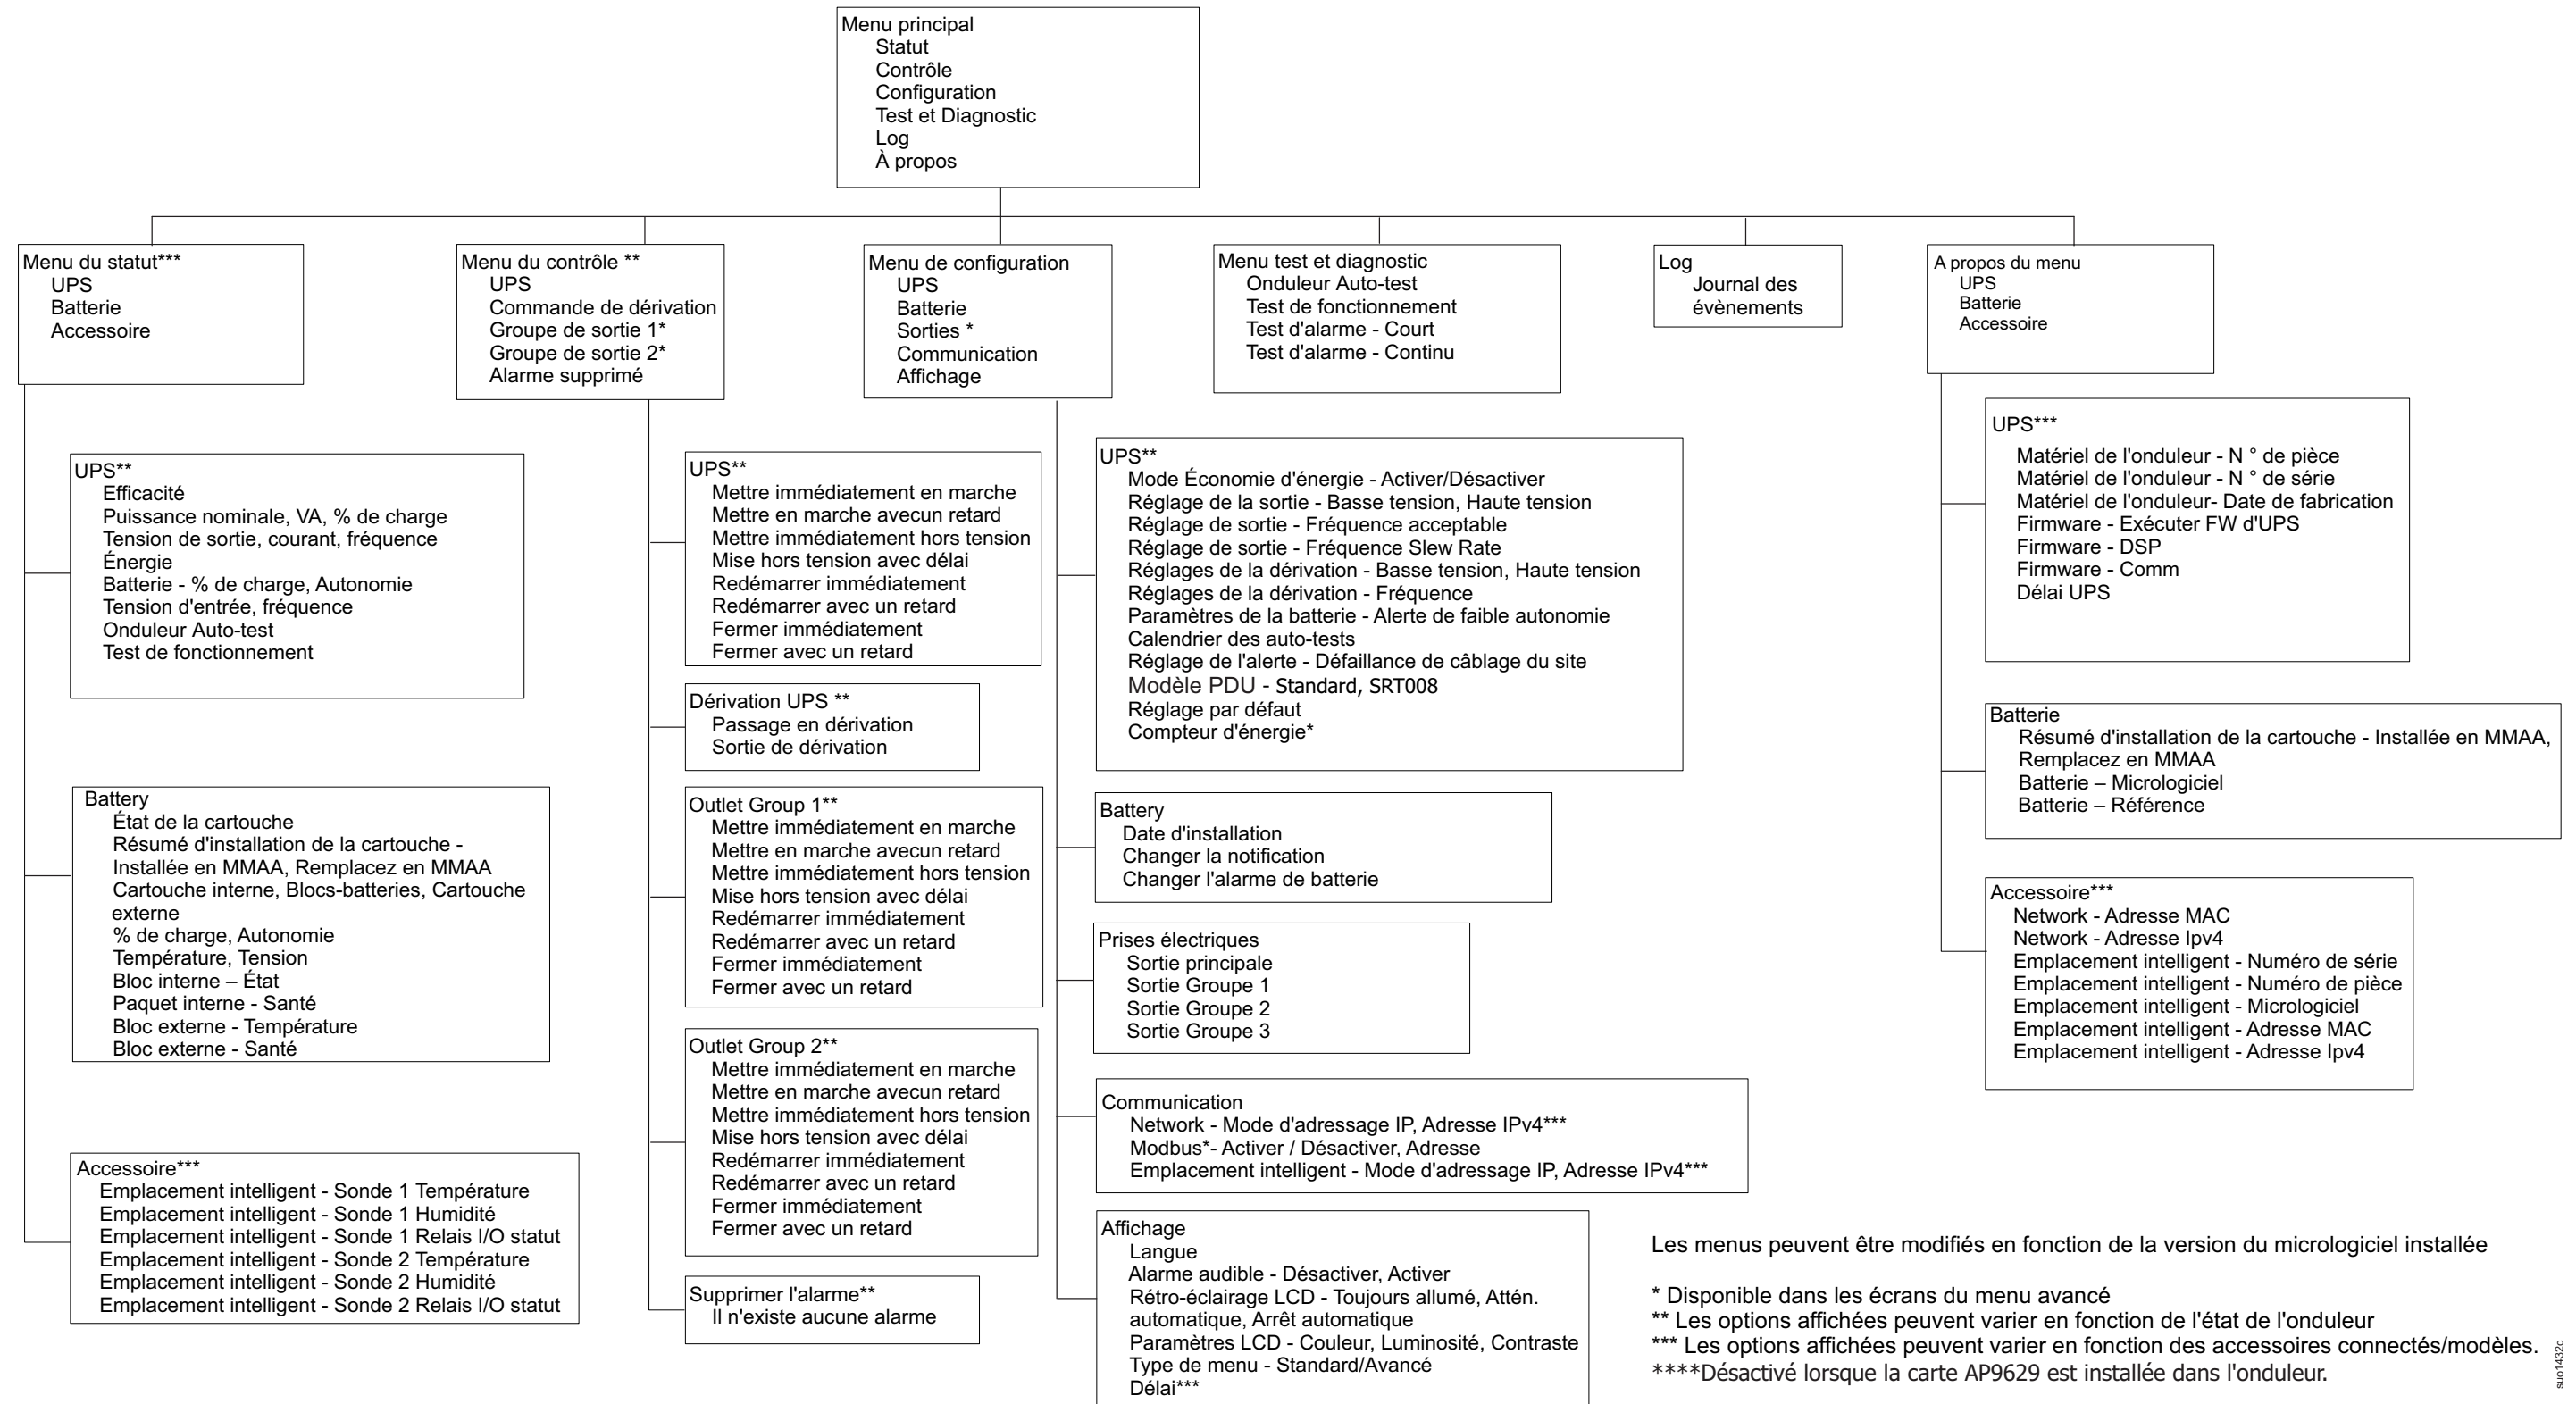 Menu principal
Statut
Contrôle
Configuration
Test et Diagnostic
Log
À propos
Menu du statut***
UPS
Batterie
Accessoire
Menu du contrôle **
UPS
Commande de dérivation
Groupe de sortie 1*
Groupe de sortie 2*
Alarme supprimé
Menu de configuration
UPS
Batterie
Sorties *
Communication
Affichage
Menu test et diagnostic
Onduleur Auto-test
Test de fonctionnement
Test d'alarme - Court
Test d'alarme - Continu
Log
Journal des
évènements
A propos du menu
UPS
Batterie
Accessoire
UPS**
Efficacité
Puissance nominale, VA, % de charge
Tension de sortie, courant, fréquence
Énergie
Batterie - % de charge, Autonomie
Tension d'entrée, fréquence
Onduleur Auto-test
Test de fonctionnement
Battery
État de la cartouche
Résumé d'installation de la cartouche -
Installée en MMAA, Remplacez en MMAA
Cartouche interne, Blocs-batteries, Cartouche
externe
% de charge, Autonomie
Température, Tension
Bloc interne – État
Paquet interne - Santé
Bloc externe - Température
Bloc externe - Santé
Accessoire***
Emplacement intelligent - Sonde 1 Température
Emplacement intelligent - Sonde 1 Humidité
Emplacement intelligent - Sonde 1 Relais I/O statut
Emplacement intelligent - Sonde 2 Température
Emplacement intelligent - Sonde 2 Humidité
Emplacement intelligent - Sonde 2 Relais I/O statut
UPS**
Mettre immédiatement en marche
Mettre en marche avecun retard
Mettre immédiatement hors tension
Mise hors tension avec délai
Redémarrer immédiatement
Redémarrer avec un retard
Fermer immédiatement
Fermer avec un retard
Dérivation UPS **
Passage en dérivation
Sortie de dérivation
Outlet Group 1**
Mettre immédiatement en marche
Mettre en marche avecun retard
Mettre immédiatement hors tension
Mise hors tension avec délai
Redémarrer immédiatement
Redémarrer avec un retard
Fermer immédiatement
Fermer avec un retard
Outlet Group 2**
Mettre immédiatement en marche
Mettre en marche avecun retard
Mettre immédiatement hors tension
Mise hors tension avec délai
Redémarrer immédiatement
Redémarrer avec un retard
Fermer immédiatement
Fermer avec un retard
Supprimer l'alarme**
Il n'existe aucune alarme
UPS**
Mode Économie d'énergie - Activer/Désactiver
Réglage de la sortie - Basse tension, Haute tension
Réglage de sortie - Fréquence acceptable
Réglage de sortie - Fréquence Slew Rate
Réglages de la dérivation - Basse tension, Haute tension
Réglages de la dérivation - Fréquence
Paramètres de la batterie - Alerte de faible autonomie
Calendrier des auto-tests
Réglage de l'alerte - Défaillance de câblage du site
Modèle PDU - Standard, SRT008
Réglage par défaut
Compteur d'énergie*
Battery
Date d'installation
Changer la notification
Changer l'alarme de batterie
Prises électriques
Sortie principale
Sortie Groupe 1
Sortie Groupe 2
Sortie Groupe 3
Communication
Network - Mode d'adressage IP, Adresse IPv4***
Modbus*- Activer / Désactiver, Adresse
Emplacement intelligent - Mode d'adressage IP, Adresse IPv4***
Affichage
Langue
Alarme audible - Désactiver, Activer
Rétro-éclairage LCD - Toujours allumé, Attén.
automatique, Arrêt automatique
Paramètres LCD - Couleur, Luminosité, Contraste
Type de menu - Standard/Avancé
Délai***
UPS***
Matériel de l'onduleur - N ° de pièce
Matériel de l'onduleur - N ° de série
Matériel de l'onduleur- Date de fabrication
Firmware - Exécuter FW d'UPS
Firmware - DSP
Firmware - Comm
Délai UPS
Batterie
Résumé d'installation de la cartouche - Installée en MMAA,
Remplacez en MMAA
Batterie – Micrologiciel
Batterie – Référence
Accessoire***
Network - Adresse MAC
Network - Adresse Ipv4
Emplacement intelligent - Numéro de série
Emplacement intelligent - Numéro de pièce
Emplacement intelligent - Micrologiciel
Emplacement intelligent - Adresse MAC
Emplacement intelligent - Adresse Ipv4
Les menus peuvent être modifiés en fonction de la version du micrologiciel installée
* Disponible dans les écrans du menu avancé
** Les options affichées peuvent varier en fonction de l'état de l'onduleur
*** Les options affichées peuvent varier en fonction des accessoires connectés/modèles.
****Désactivé lorsque la carte AP9629 est installée dans l'onduleur.
suo1432c